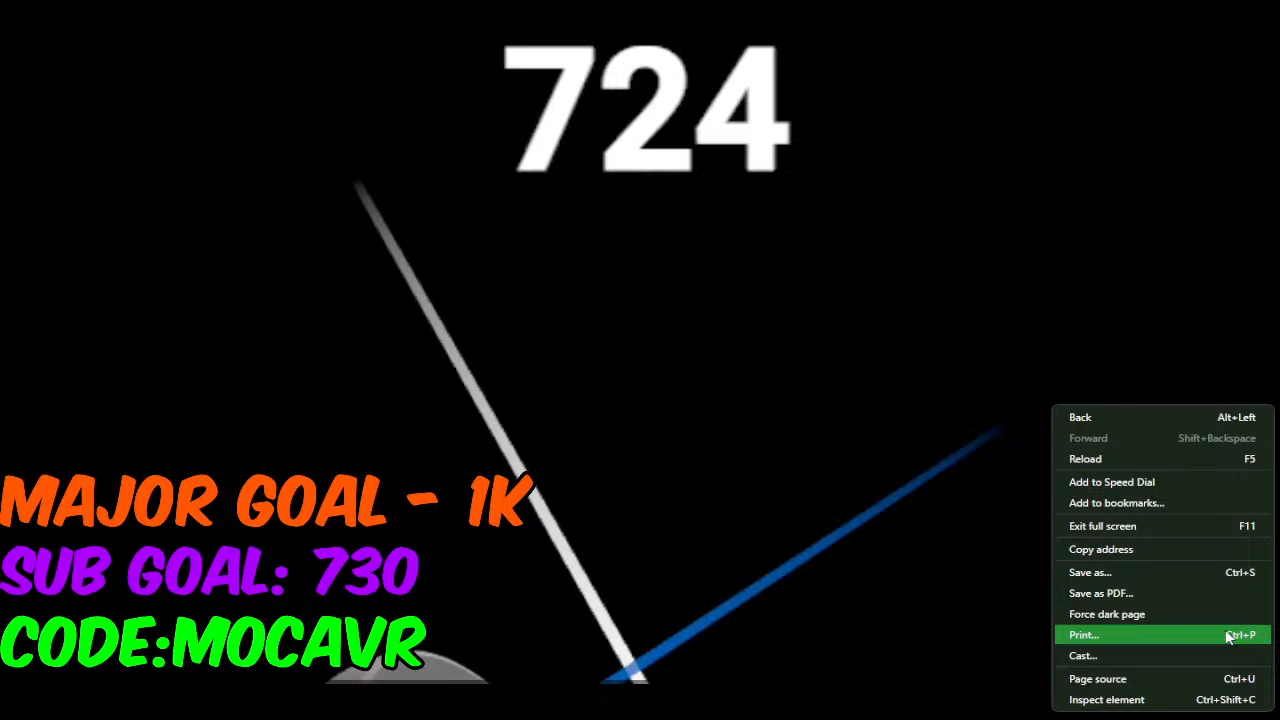 724
MAJOR GOAL - 1K
SUB GOAL: 730
CODE:MOCAVR
Back Alt+Left
Forward Shift+Backspace
Reload F5
Add to Speed Dial
Add to bookmarks...
Exit full screen F11
Copy address
Save as... Ctrl+S
Save as PDF...
Force dark page
Print... Ctrl+P
Cast...
Page source Ctrl+U
Inspect element Ctrl+Shift+C